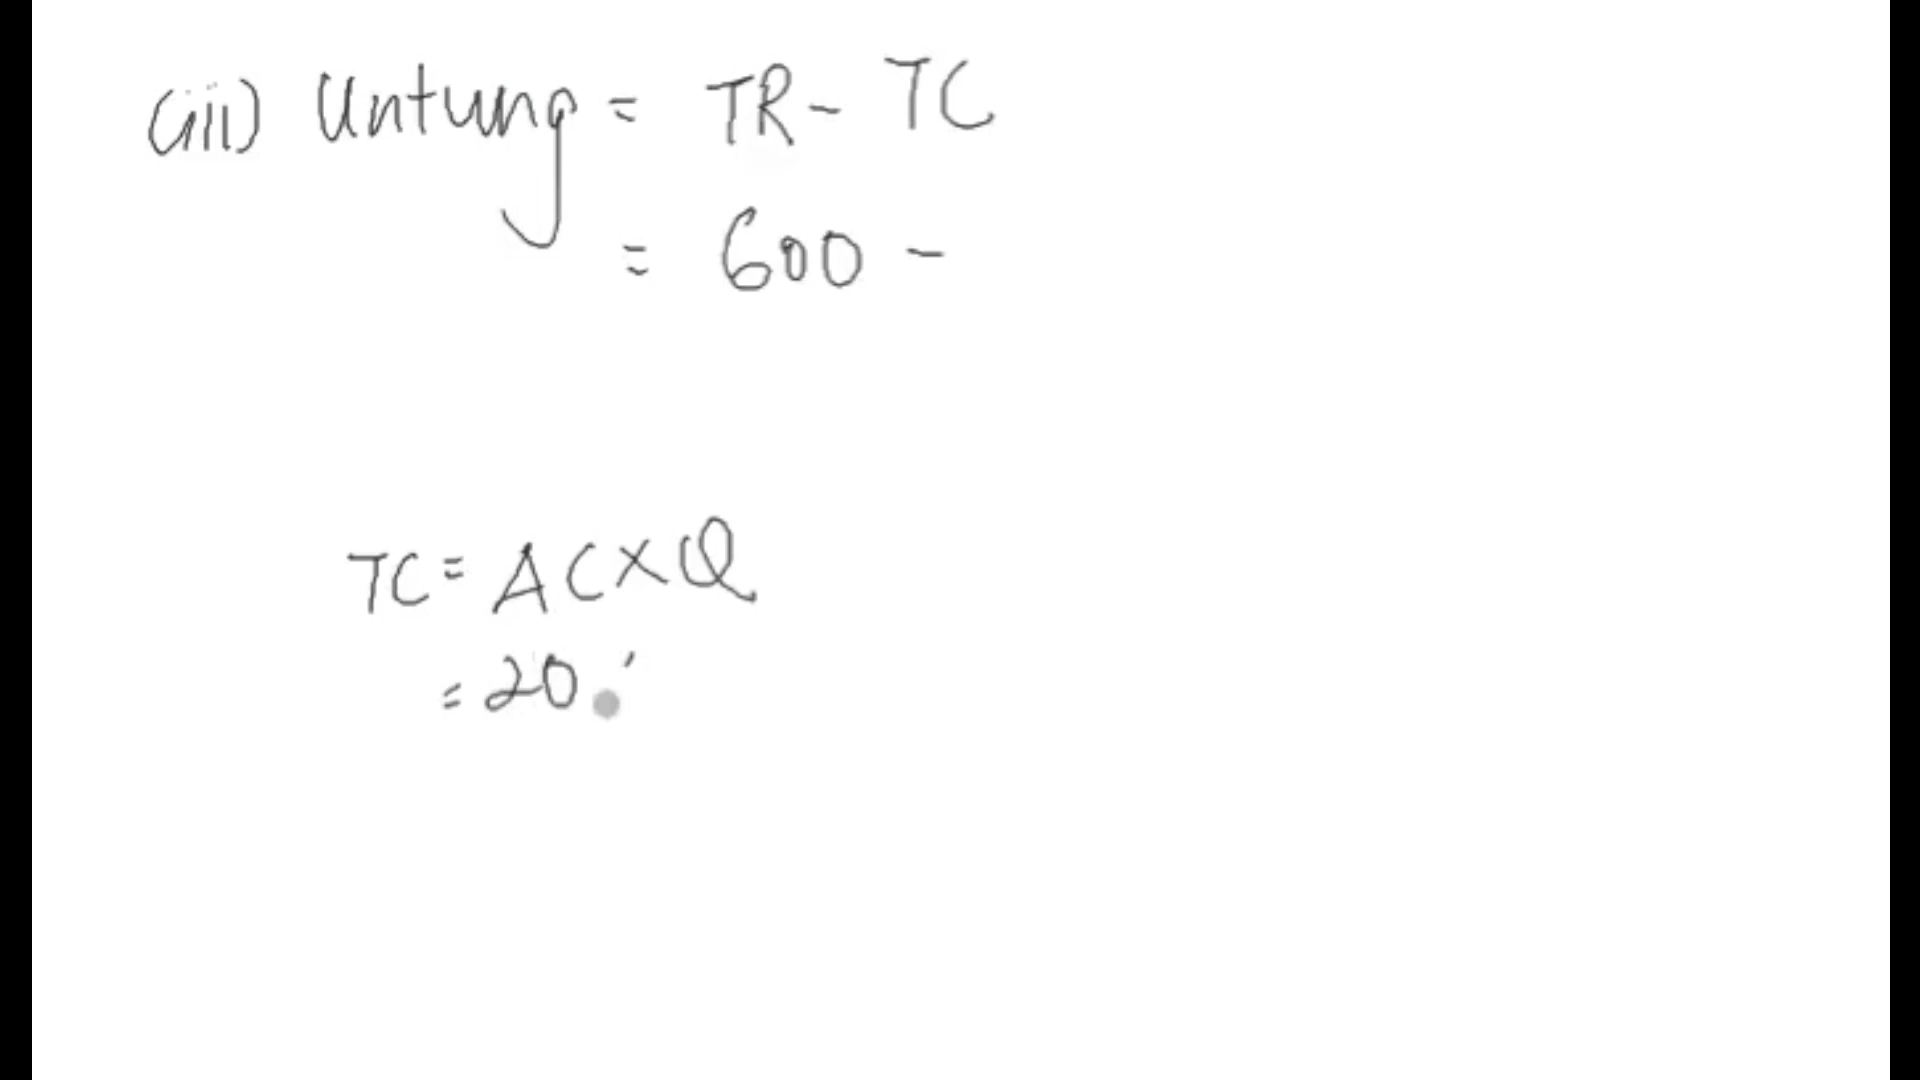 (iii) Untung = TR - TC
= 600 -
TC = AC X Q
= 20